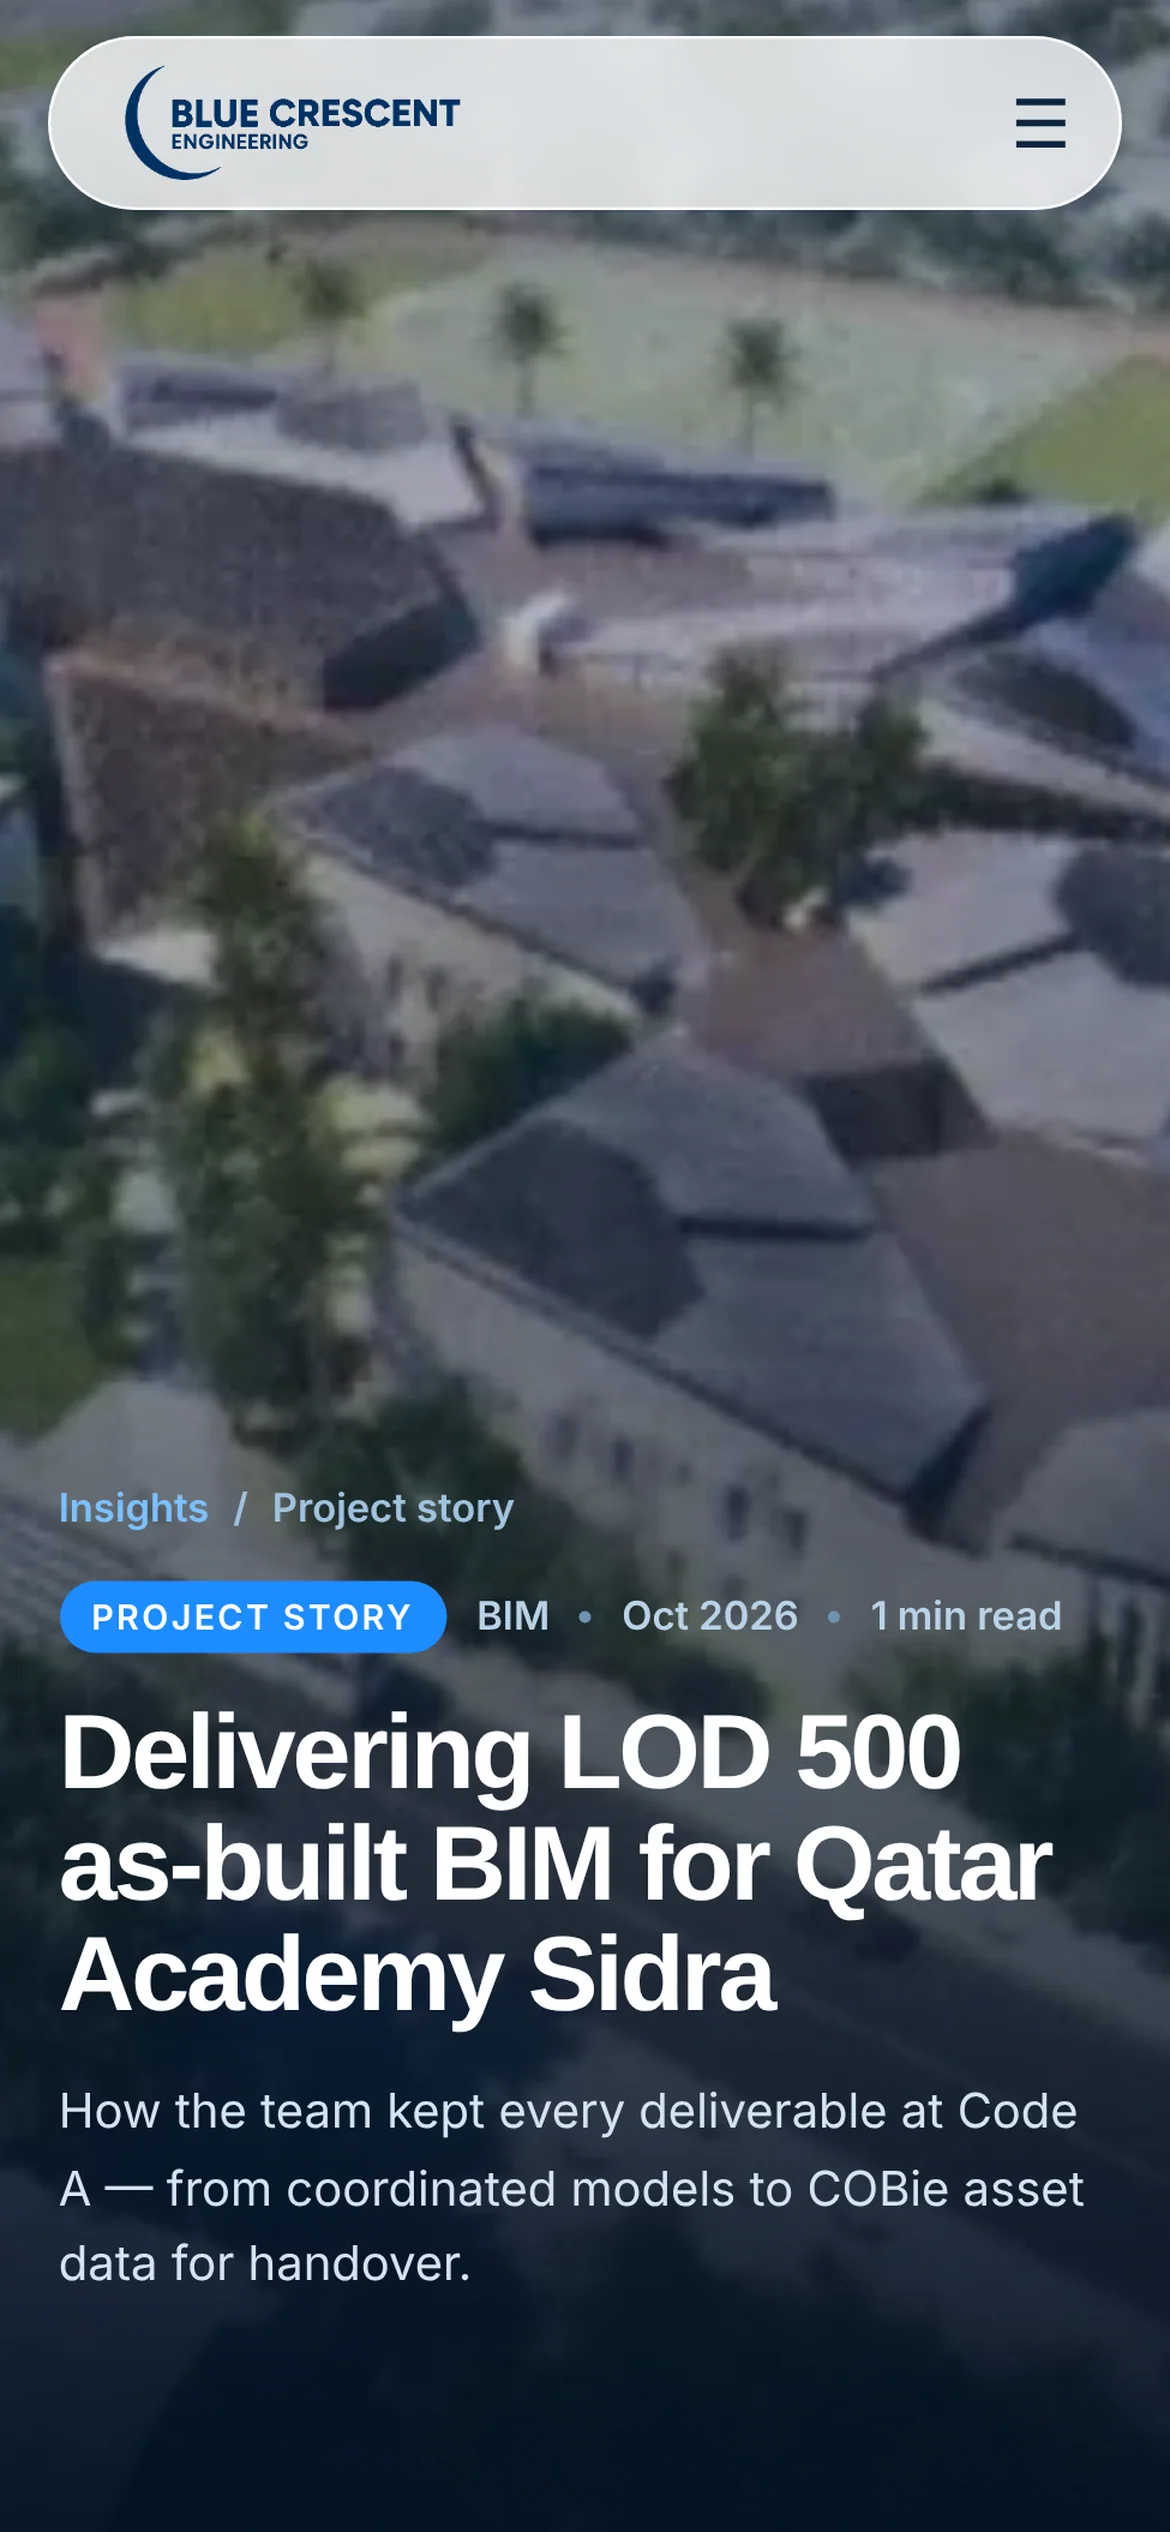 BLUE CRESCENT
ENGINEERING
Insights / Project story
PROJECT STORY BIM • Oct 2026 • 1 min read
Delivering LOD 500
as-built BIM for Qatar
Academy Sidra
How the team kept every deliverable at Code
A — from coordinated models to COBie asset
data for handover.